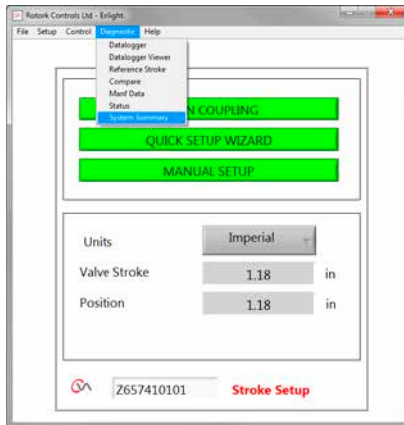 Rotork Controls Ltd - Enlight.
File Setup Control Diagnostic Help
Datalogger
Datalogger Viewer
Reference Stroke
Compare
Manf Data
Status
System Summary
N COUPLING
QUICK SETUP WIZARD
MANUAL SETUP
Units Imperial
Valve Stroke 1.18 in
Position 1.18 in
Z657410101 Stroke Setup